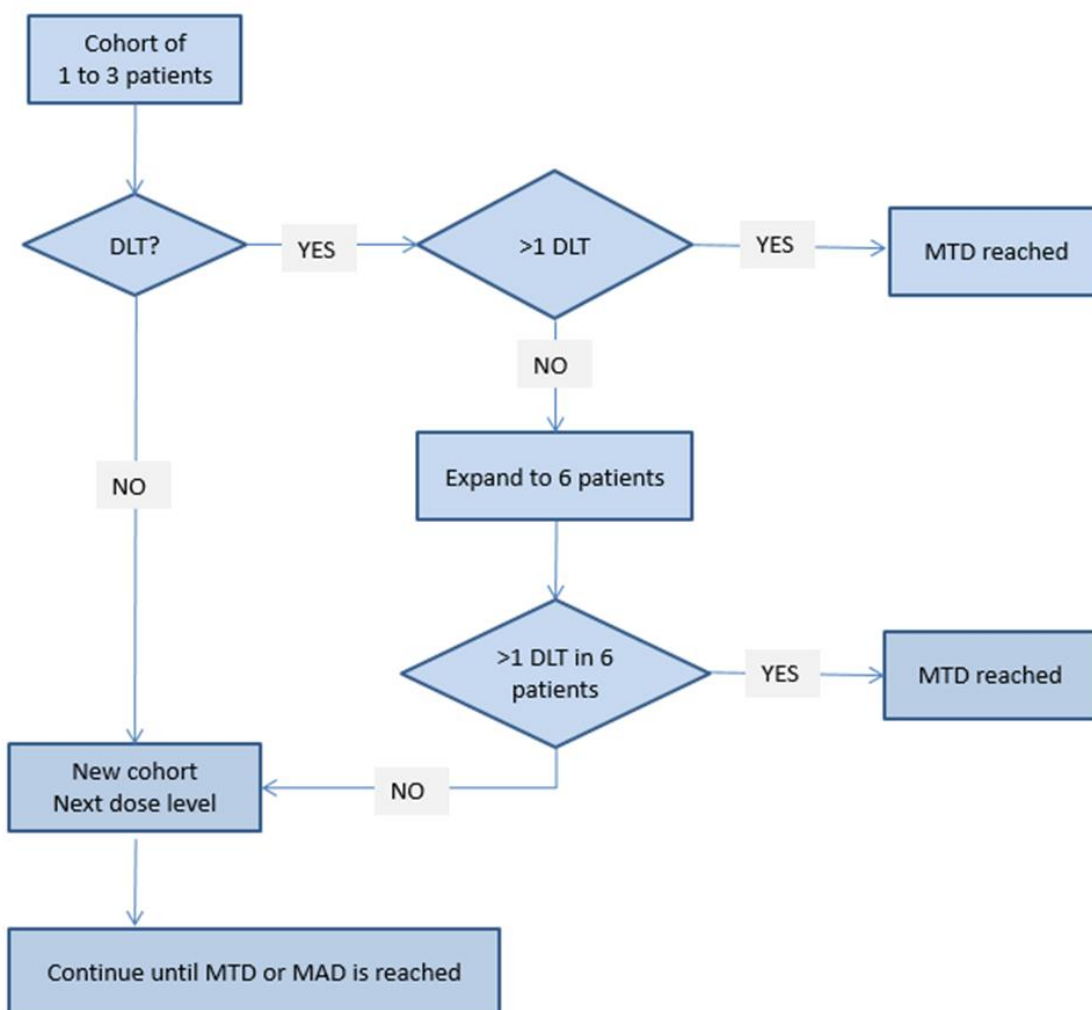 Cohort of
1 to 3 patients
DLT?
YES
>1 DLT
YES
MTD reached
NO
Expand to 6 patients
NO
>1 DLT in 6
patients
YES
MTD reached
New cohort
Next dose level
NO
Continue until MTD or MAD is reached